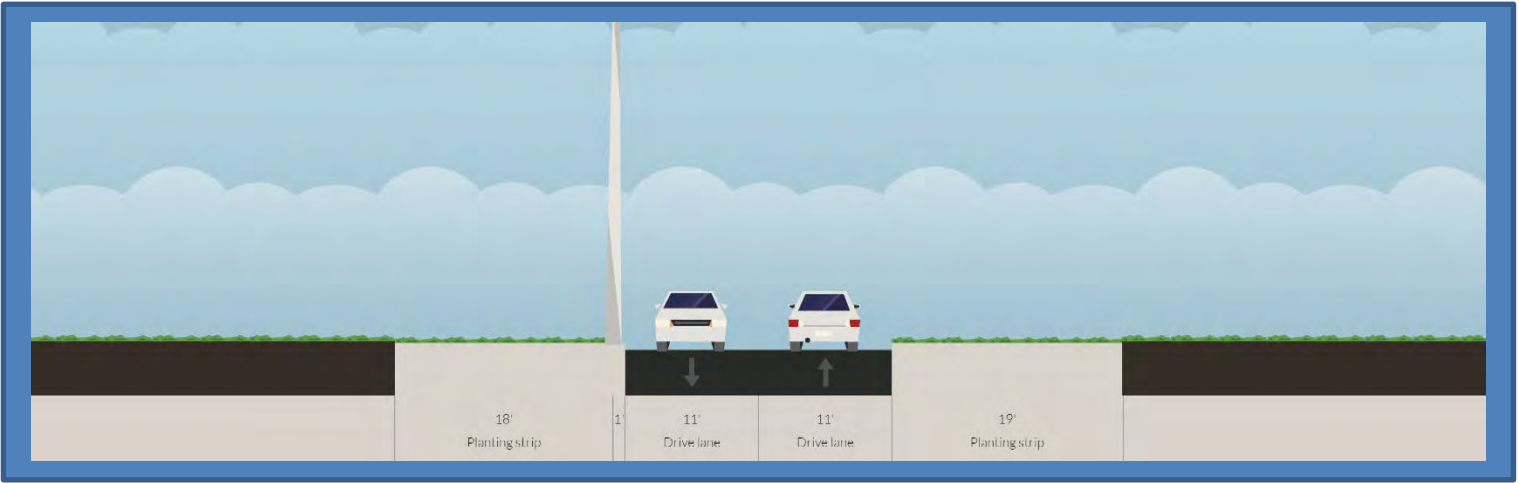 18' 1' 11' 11' 19'
Planting strip Drive lane Drive lane Planting strip